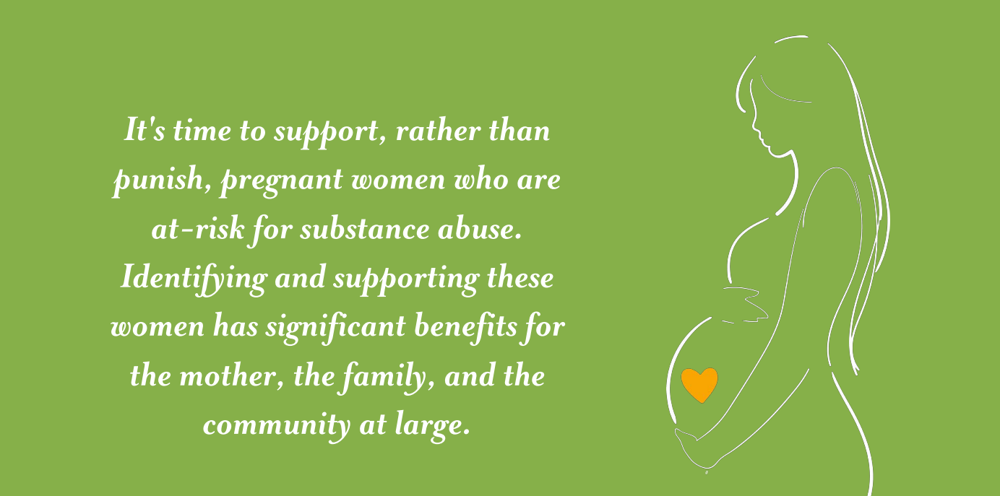 It's time to support, rather than
punish, pregnant women who are
at-risk for substance abuse.
Identifying and supporting these
women has significant benefits for
the mother, the family, and the
community at large.